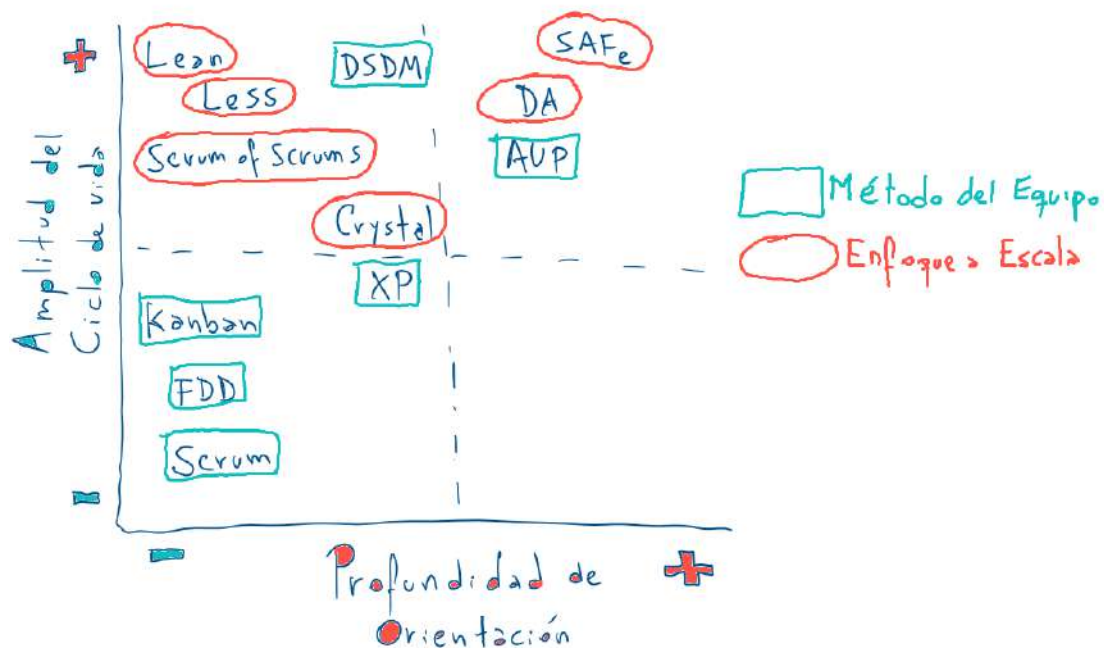 +
Amplitud del
Ciclo de vida
-
Lean
Less
Scrum of Scrums
Crystal
DSDM
SAFe
DA
AUP
XP
Kanban
FDD
Scrum
-
Profundidad de
Orientación
+
Método del Equipo
Enfoque a Escala